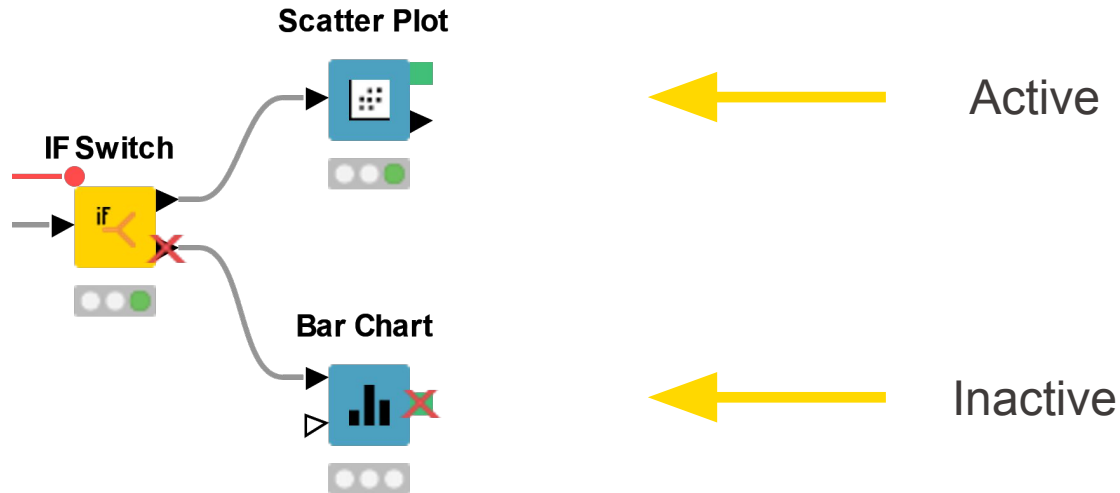 Scatter Plot
Active
IF Switch
iF
Bar Chart
Inactive